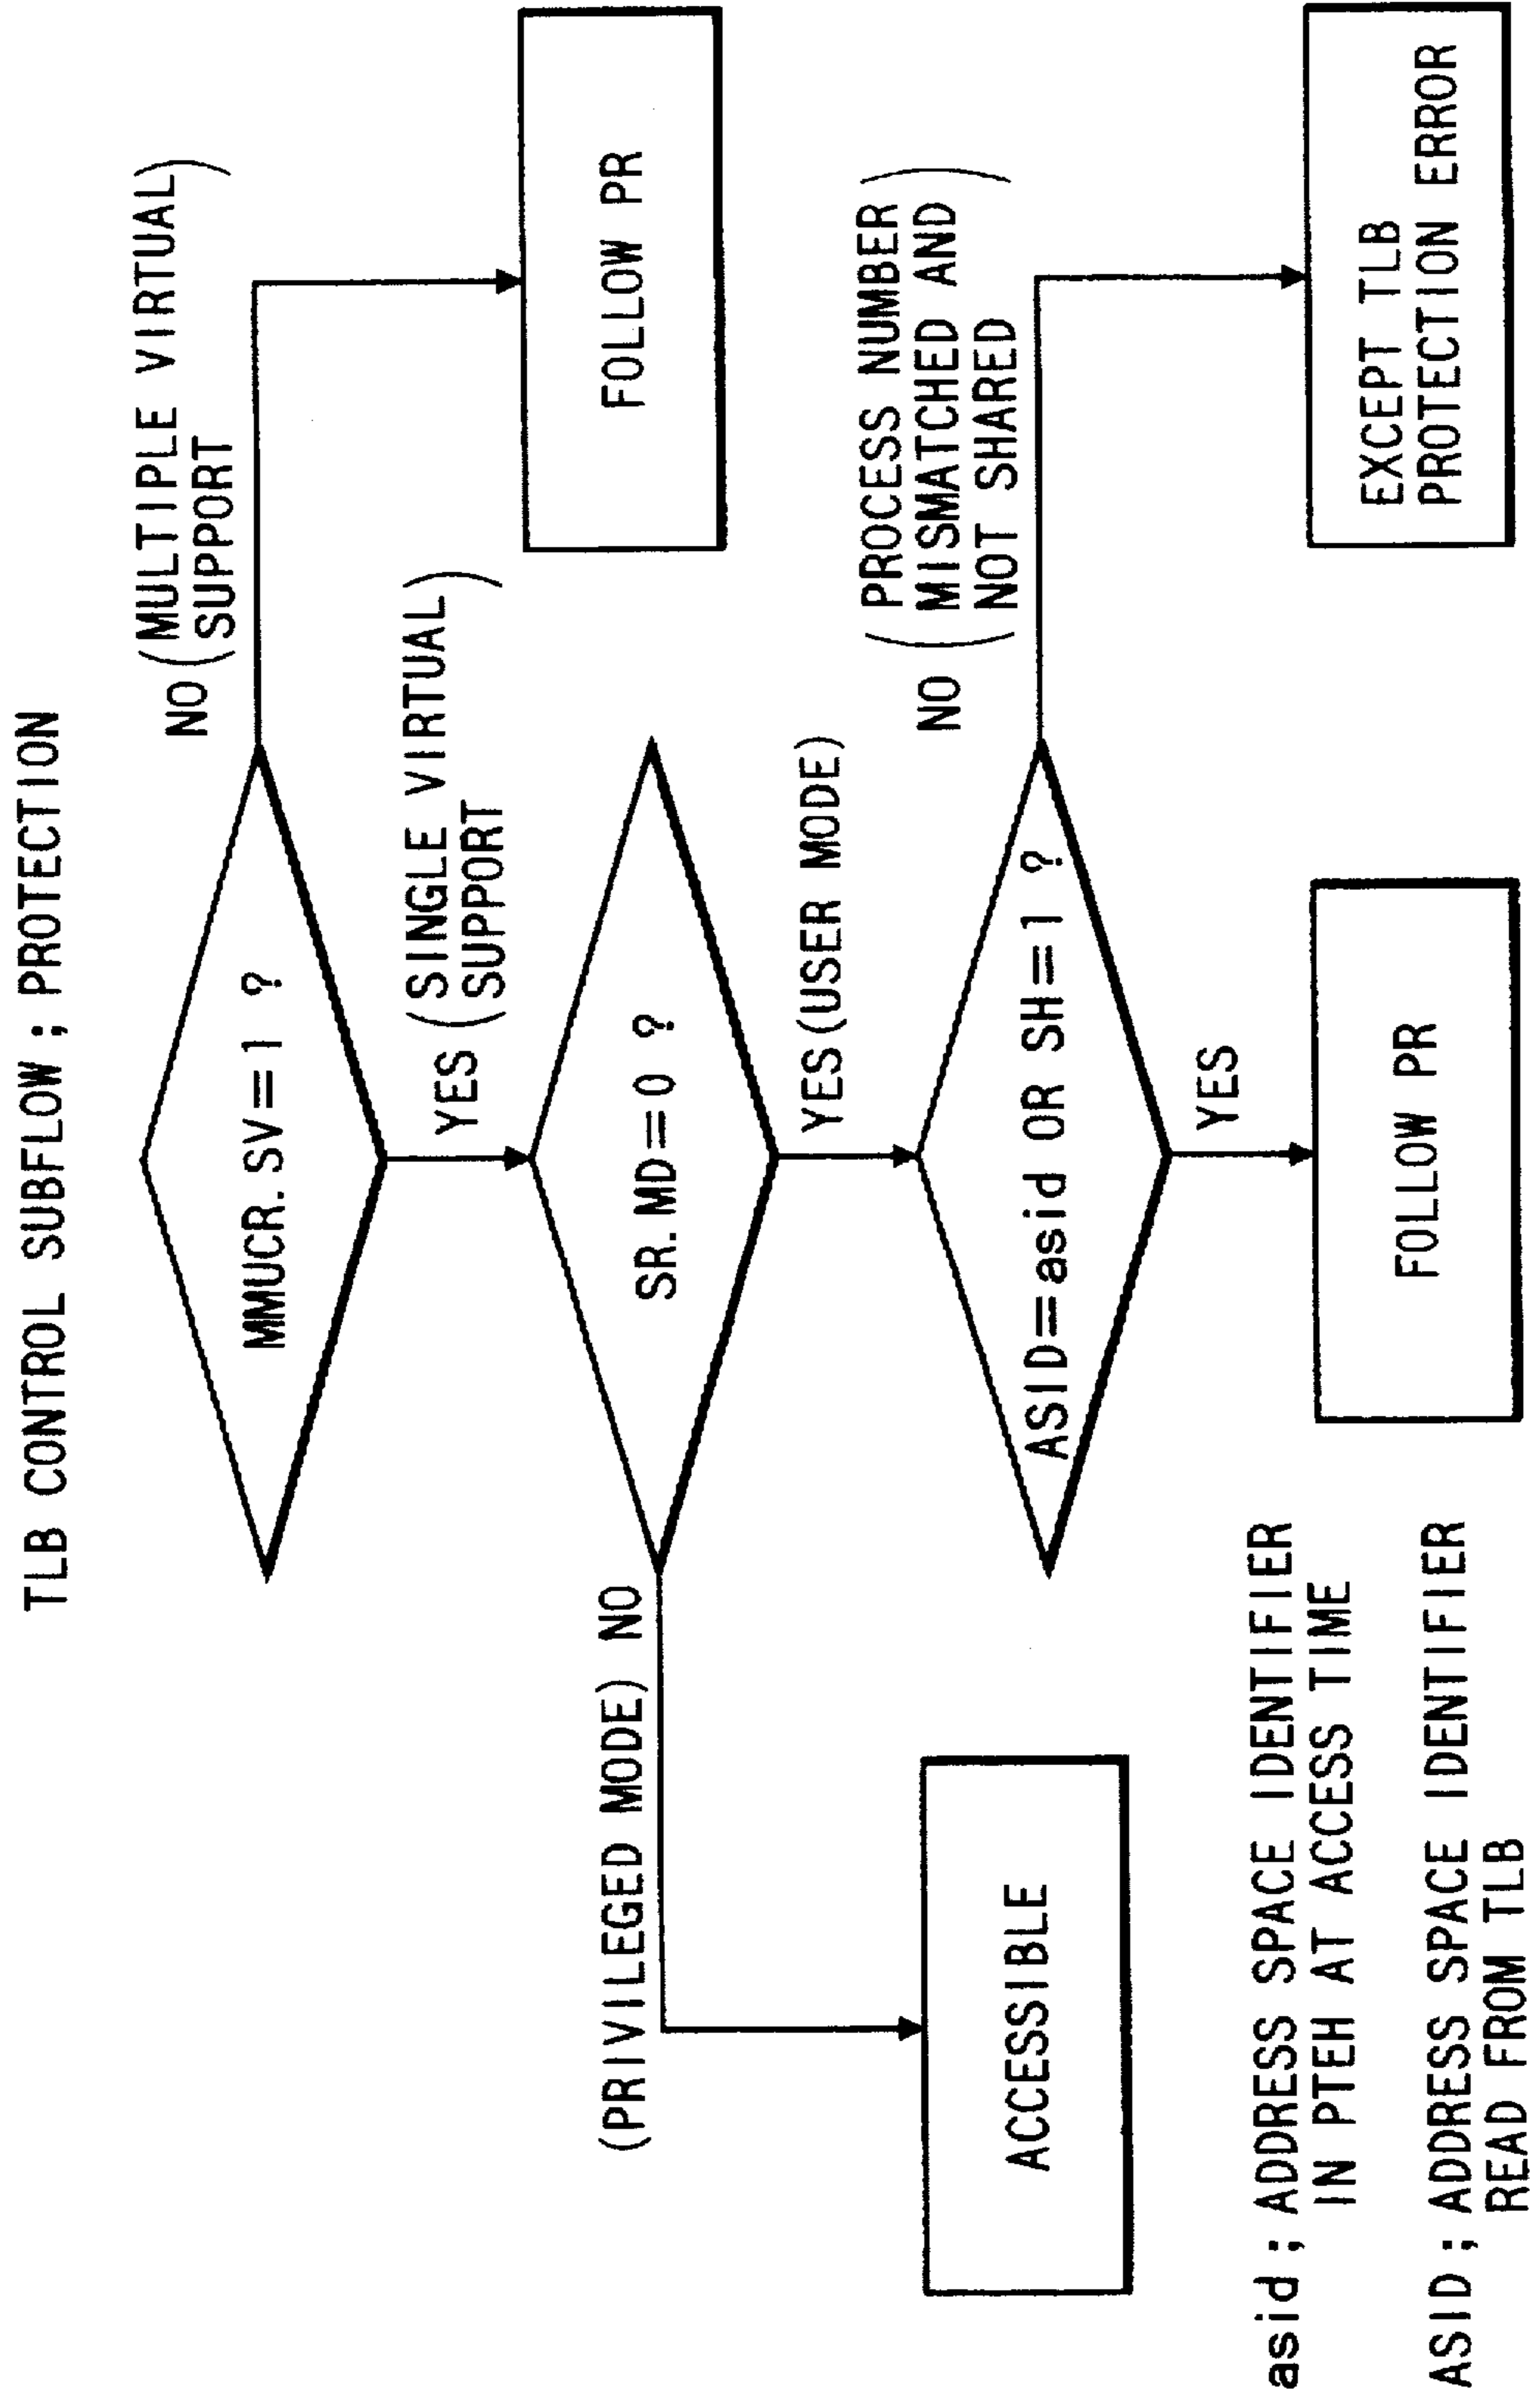 TLB CONTROL SUBFLOW ; PROTECTION
MMUCR. SV=1 ?
NO (MULTIPLE VIRTUAL
SUPPORT)
FOLLOW PR
YES (SINGLE VIRTUAL
SUPPORT)
SR. MD=0 ?
(PRIVILEGED MODE) NO
ACCESSIBLE
YES (USER MODE)
ASID=asid OR SH=1 ?
NO (PROCESS NUMBER
MISMATCHED AND
NOT SHARED)
EXCEPT TLB
PROTECTION ERROR
YES
FOLLOW PR
asid ; ADDRESS SPACE IDENTIFIER
IN PTEH AT ACCESS TIME
ASID ; ADDRESS SPACE IDENTIFIER
READ FROM TLB